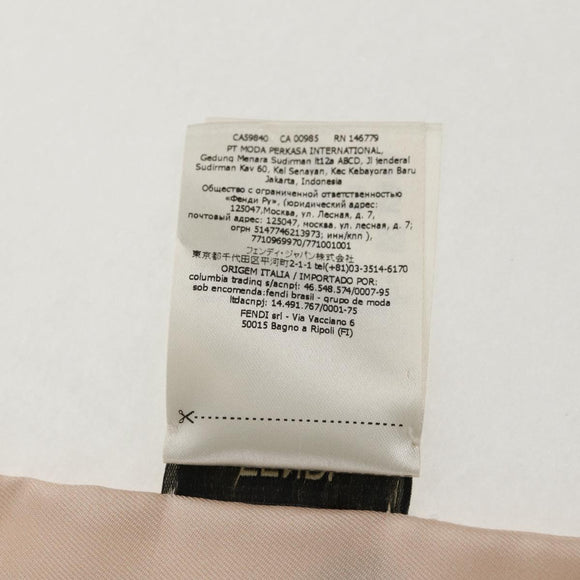 CA59840 CA 00985 RN 146779
PT MODA PERKASA INTERNATIONAL,
Gedung Menara Sudirman lt12a ABCD, Jl jenderal
Sudirman Kav 60, Kel Senayan, Kec Kebayoran Baru
Jakarta, Indonesia
Общество с ограниченной ответственностью
«Фенди Ру», (юридический адрес:
125047,Москва, ул. Лесная, д. 7,
почтовый адрес: 125047, москва, ул. лесная, д. 7;
огрн 5147746213973; инн/кпп ),
7710969970/771001001
フェンディ・ジャパン株式会社
東京都千代田区平河町2-1-1 tel(+81)03-3514-6170
ORIGEM ITALIA / IMPORTADO POR:
columbia trading s/acnpj: 46.548.574/0007-95
sob encomenda:fendi brasil - grupo de moda
ltdacnpj: 14.491.767/0001-75
FENDI srl - Via Vacciano 6
50015 Bagno a Ripoli (FI)
FENDI